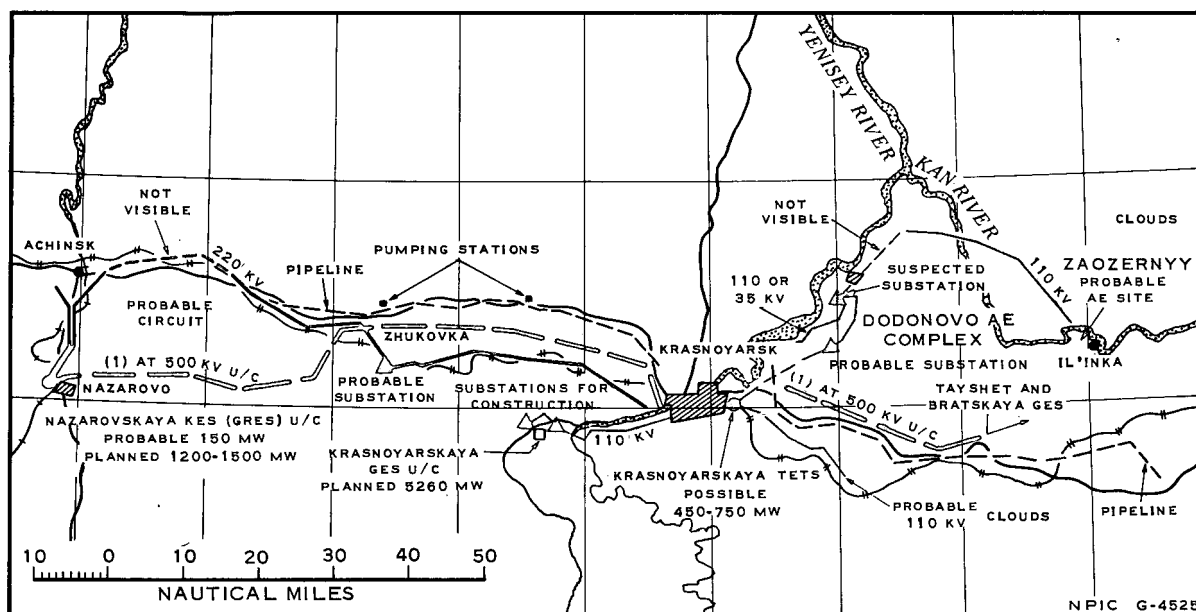 YENISEY RIVER
KAN RIVER
NOT
VISIBLE
ACHINSK
220 KV
PIPELINE
PUMPING STATIONS
NOT
VISIBLE
CLOUDS
110 OR
35 KV
SUSPECTED
SUBSTATION
110 KV
ZAOZERNYY
PROBABLE
AE SITE
PROBABLE
CIRCUIT
ZHUKOVKA
DODONOVO AE
COMPLEX
IL'INKA
KRASNOYARSK
PROBABLE SUBSTATION
(1) AT 500 KV U/C
NAZAROVO
PROBABLE
SUBSTATION
SUBSTATIONS FOR
CONSTRUCTION
(1) AT 500 KV U/C
TAYSHET AND
BRATSKAYA GES
NAZAROVSKAYA KES (GRES) U/C
PROBABLE 150 MW
PLANNED 1200-1500 MW
110 KV
KRASNOYARSKAYA
GES U/C
PLANNED 5260 MW
KRASNOYARSKAYA TETS
POSSIBLE
450-750 MW
PROBABLE
110 KV
CLOUDS
PIPELINE
10 0 10 20 30 40 50
NAUTICAL MILES
NPIC G-4525